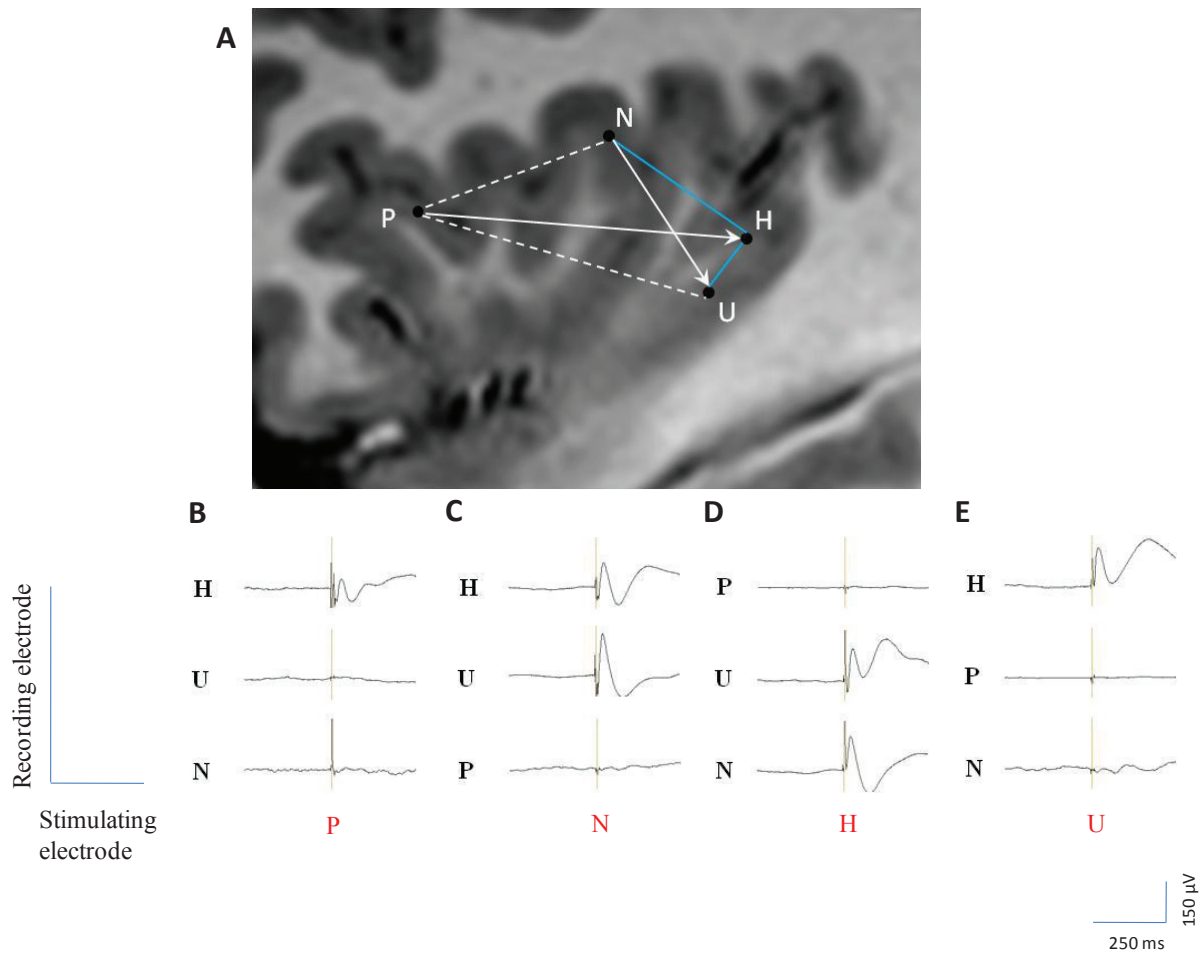 A
N
P
H
U
B
C
D
E
H
U
N
H
U
P
P
U
N
H
P
N
Recording electrode
Stimulating
electrode
P
N
H
U
150 µV
250 ms